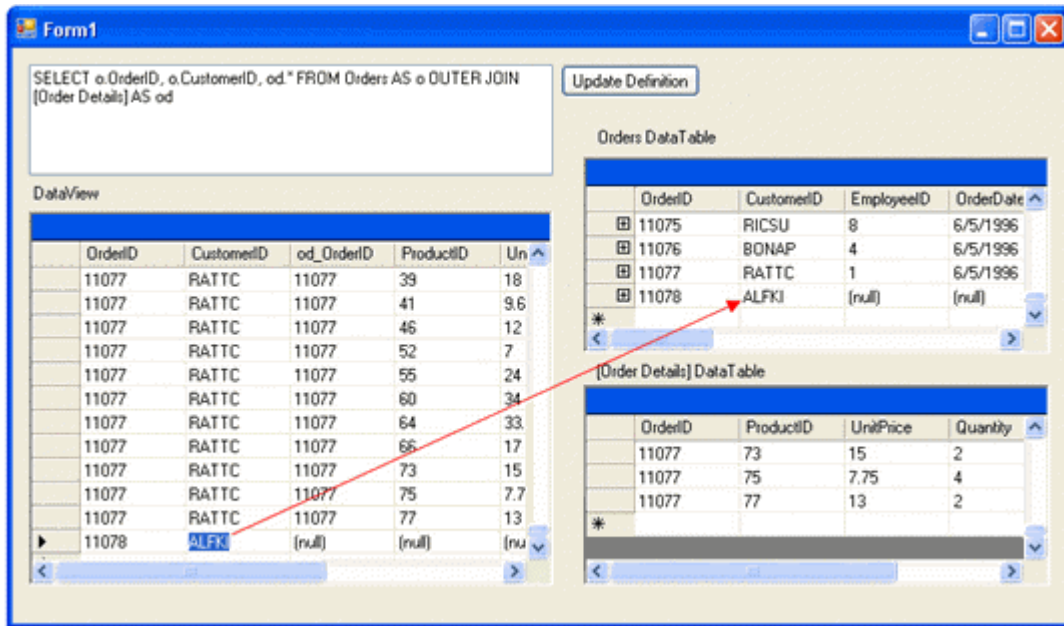 Form1
SELECT o.OrderID, o.CustomerID, od.* FROM Orders AS o OUTER JOIN
[Order Details] AS od
Update Definition
Orders DataTable
OrderID CustomerID EmployeeID OrderDate
11075 RICSU 8 6/5/1996
11076 BONAP 4 6/5/1996
11077 RATTC 1 6/5/1996
11078 ALFKI (null) (null)
DataView
OrderID CustomerID od_OrderID ProductID Un
11077 RATTC 11077 39 18
11077 RATTC 11077 41 9.6
11077 RATTC 11077 46 12
11077 RATTC 11077 52 7
11077 RATTC 11077 55 24
11077 RATTC 11077 60 34
11077 RATTC 11077 64 33.
11077 RATTC 11077 66 17
11077 RATTC 11077 73 15
11077 RATTC 11077 75 7.7
11077 RATTC 11077 77 13
11078 ALFKI (null) (null) (nu
[Order Details] DataTable
OrderID ProductID UnitPrice Quantity
11077 73 15 2
11077 75 7.75 4
11077 77 13 2